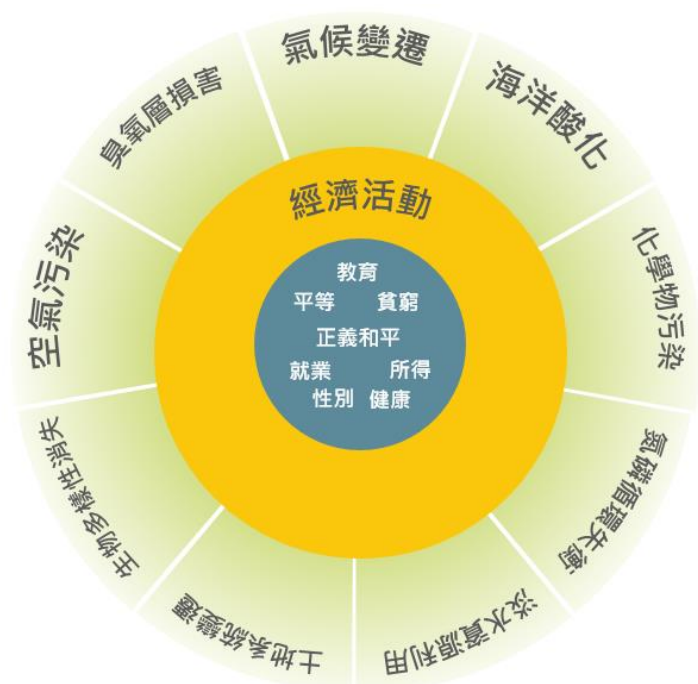 氣候變遷
海洋酸化
化學物污染
氮磷循環失衡
淡水資源利用
土地系統變遷
生物多樣性消失
空氣污染
臭氧層損害
經濟活動
教育
平等 貧窮
正義和平
就業 所得
性別 健康